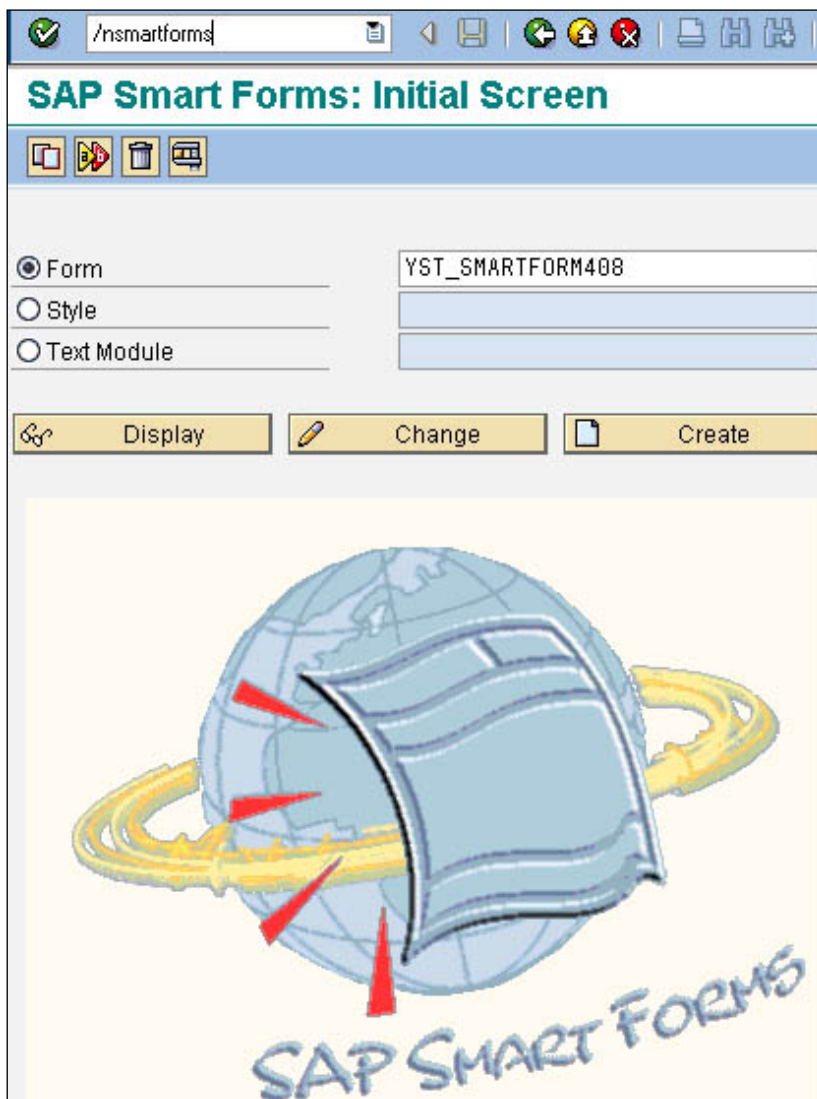 /nsmartforms
SAP Smart Forms: Initial Screen
Form YST_SMARTFORM408
Style
Text Module
Display Change Create
SAP SMART FORMS